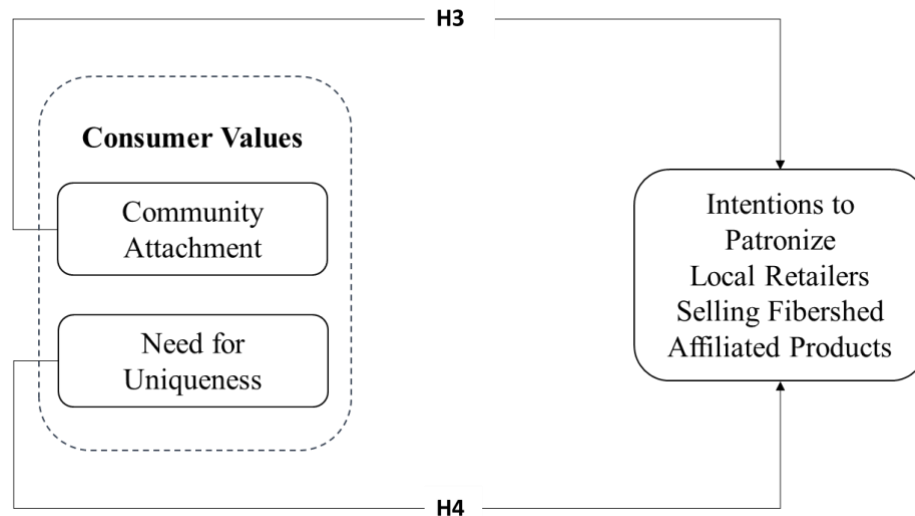 H3
Consumer Values
Community
Attachment
Need for
Uniqueness
Intentions to
Patronize
Local Retailers
Selling Fibershed
Affiliated Products
H4